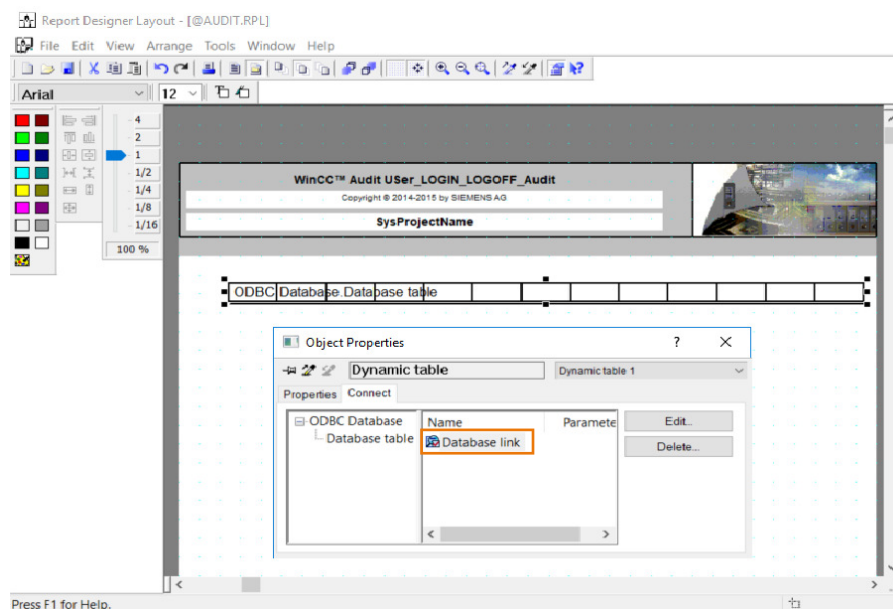 Report Designer Layout - [@AUDIT.RPL]
File Edit View Arrange Tools Window Help
Arial 12
4
2
1
1/2
1/4
1/8
1/16
100 %
WinCC™ Audit USer_LOGIN_LOGOFF_Audit
Copyright © 2014-2015 by SIEMENS AG
SysProjectName
ODBC Database.Database table
Object Properties ?
Dynamic table Dynamic table 1
Properties Connect
ODBC Database Name Paramete Edit...
Database table Database link Delete...
Press F1 for Help.